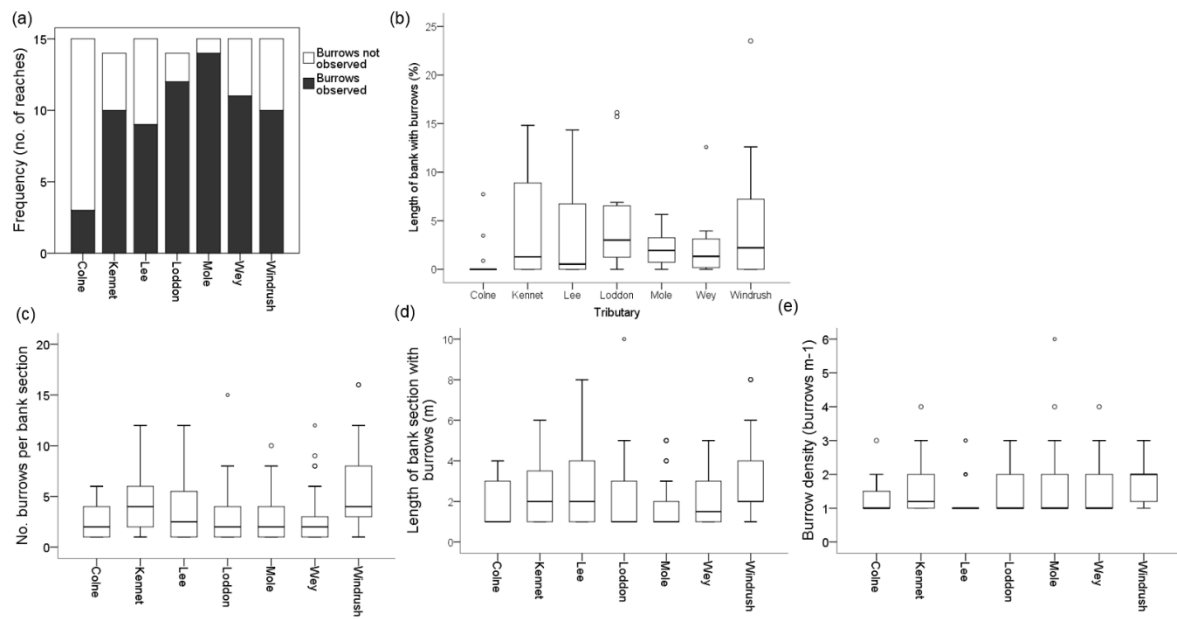 (a)
Frequency (no. of reaches)
15
10
5
0
Burrows not
observed
Burrows
observed
Colne
Kennet
Lee
Loddon
Mole
Wey
Windrush
(b)
Length of bank with burrows (%)
25
20
15
10
5
0
Colne
Kennet
Lee
Loddon
Mole
Wey
Windrush
Tributary
(c)
No. burrows per bank section
20
15
10
5
0
Colne
Kennet
Lee
Loddon
Mole
Wey
Windrush
(d)
Length of bank section with
burrows (m)
10
8
6
4
2
0
Colne
Kennet
Lee
Loddon
Mole
Wey
Windrush
(e)
Burrow density (burrows m-1)
6
5
4
3
2
1
0
Colne
Kennet
Lee
Loddon
Mole
Wey
Windrush